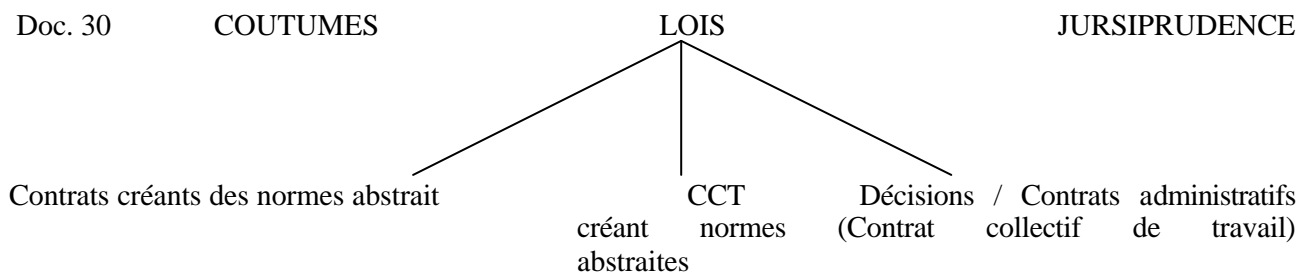 Doc. 30 COUTUMES LOIS JURSIPRUDENCE
Contrats créants des normes abstrait CCT Décisions / Contrats administratifs
créant normes (Contrat collectif de travail)
abstraites